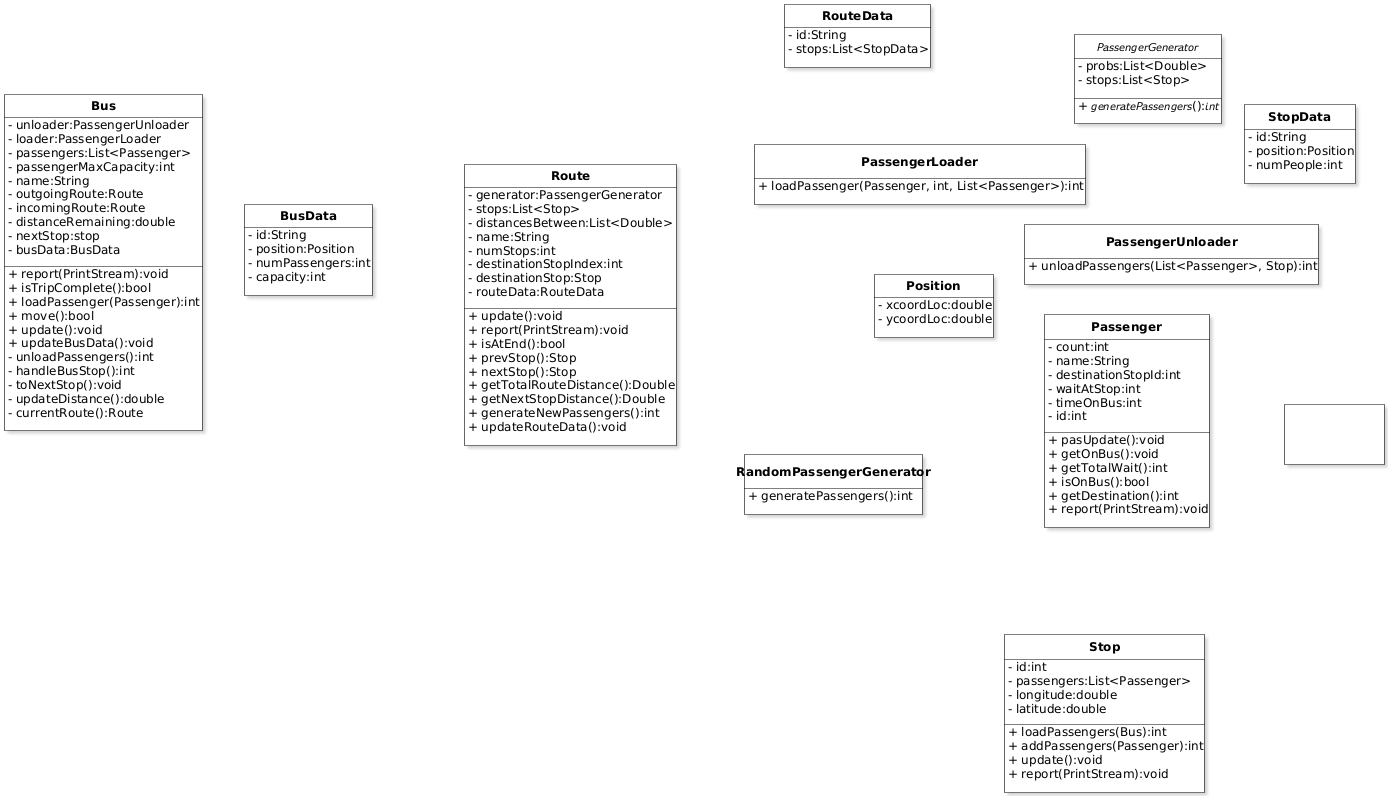 RouteData
- id:String
- stops:List<StopData>
PassengerGenerator
- probs:List<Double>
- stops:List<Stop>
+ generatePassengers():int
Bus
- unloader:PassengerUnloader
- loader:PassengerLoader
- passengers:List<Passenger>
- passengerMaxCapacity:int
- name:String
- outgoingRoute:Route
- incomingRoute:Route
- distanceRemaining:double
- nextStop:stop
- busData:BusData
+ report(PrintStream):void
+ isTripComplete():bool
+ loadPassenger(Passenger):int
+ move():bool
+ update():void
+ updateBusData():void
- unloadPassengers():int
- handleBusStop():int
- toNextStop():void
- updateDistance():double
- currentRoute():Route
StopData
- id:String
- position:Position
- numPeople:int
PassengerLoader
+ loadPassenger(Passenger, int, List<Passenger>):int
Route
- generator:PassengerGenerator
- stops:List<Stop>
- distancesBetween:List<Double>
- name:String
- numStops:int
- destinationStopIndex:int
- destinationStop:Stop
- routeData:RouteData
+ update():void
+ report(PrintStream):void
+ isAtEnd():bool
+ prevStop():Stop
+ nextStop():Stop
+ getTotalRouteDistance():Double
+ getNextStopDistance():Double
+ generateNewPassengers():int
+ updateRouteData():void
BusData
- id:String
- position:Position
- numPassengers:int
- capacity:int
PassengerUnloader
+ unloadPassengers(List<Passenger>, Stop):int
Position
- xcoordLoc:double
- ycoordLoc:double
Passenger
- count:int
- name:String
- destinationStopId:int
- waitAtStop:int
- timeOnBus:int
- id:int
+ pasUpdate():void
+ getOnBus():void
+ getTotalWait():int
+ isOnBus():bool
+ getDestination():int
+ report(PrintStream):void
RandomPassengerGenerator
+ generatePassengers():int
Stop
- id:int
- passengers:List<Passenger>
- longitude:double
- latitude:double
+ loadPassengers(Bus):int
+ addPassengers(Passenger):int
+ update():void
+ report(PrintStream):void